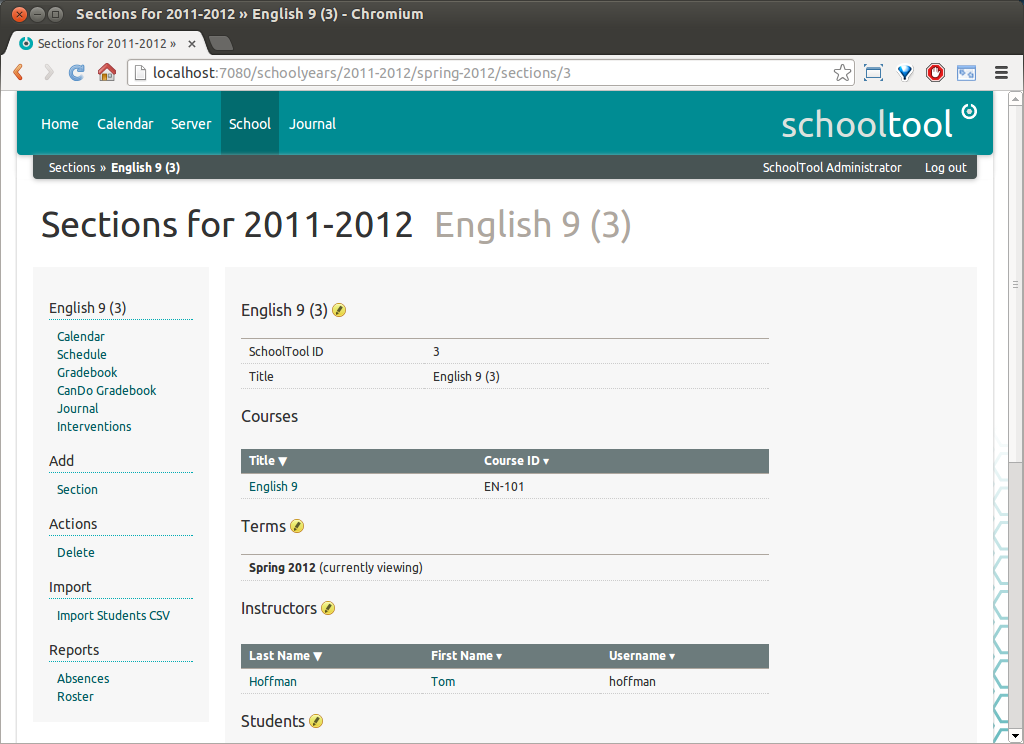 Sections for 2011-2012 » English 9 (3) - Chromium
Sections for 2011-2012 »
localhost:7080/schoolyears/2011-2012/spring-2012/sections/3
Home Calendar Server School Journal schooltool
Sections » English 9 (3) SchoolTool Administrator Log out
Sections for 2011-2012 English 9 (3)
English 9 (3)
Calendar
Schedule
Gradebook
CanDo Gradebook
Journal
Interventions
Add
Section
Actions
Delete
Import
Import Students CSV
Reports
Absences
Roster
English 9 (3)
SchoolTool ID 3
Title English 9 (3)
Courses
Title ▼ Course ID ▾
English 9 EN-101
Terms
Spring 2012 (currently viewing)
Instructors
Last Name ▼ First Name ▾ Username ▾
Hoffman Tom hoffman
Students